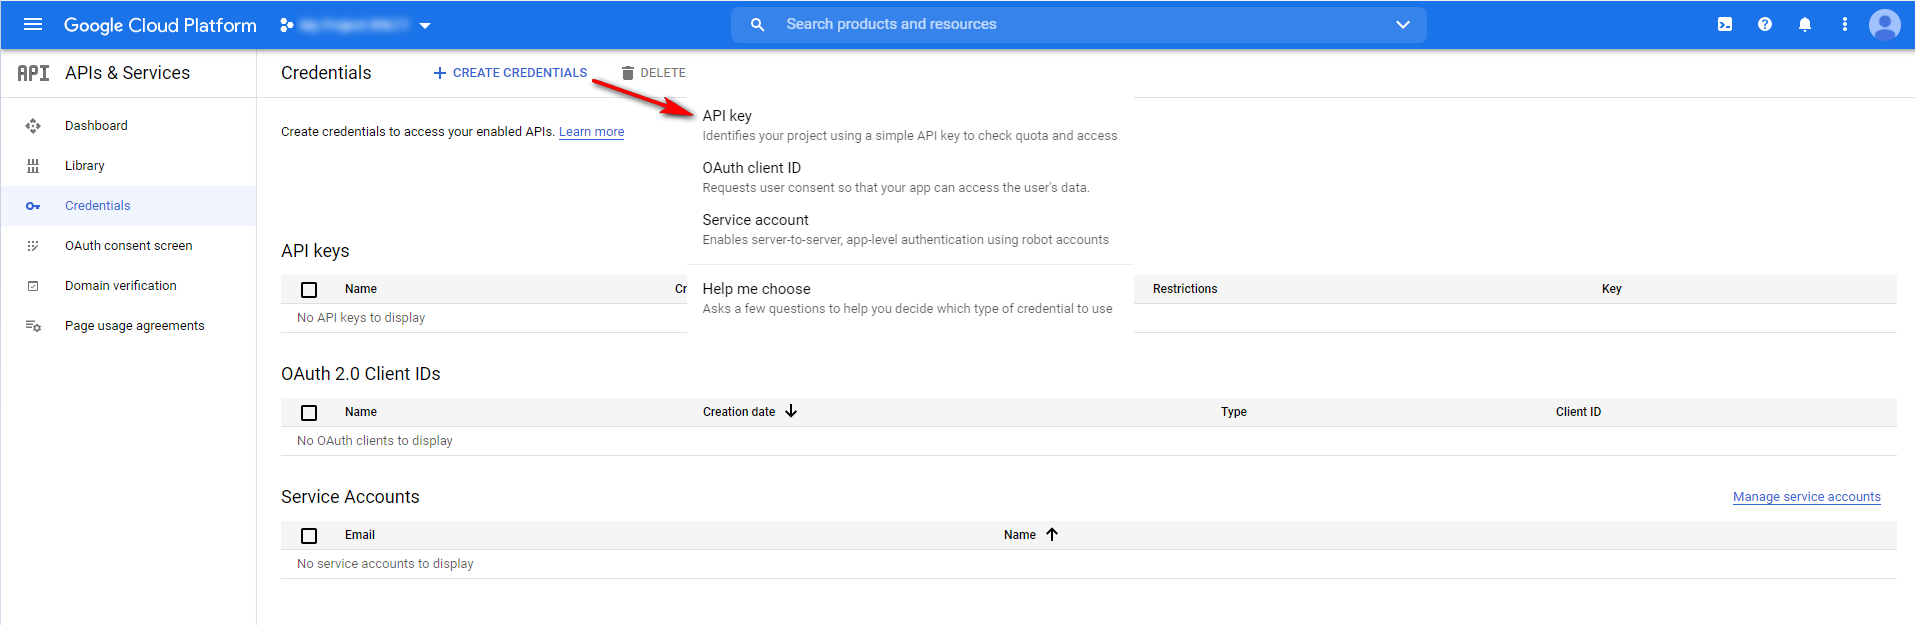 Google Cloud Platform
Search products and resources
API APIs & Services
Credentials
CREATE CREDENTIALS
DELETE
Dashboard
Library
Credentials
OAuth consent screen
Domain verification
Page usage agreements
Create credentials to access your enabled APIs. Learn more
API key
Identifies your project using a simple API key to check quota and access
OAuth client ID
Requests user consent so that your app can access the user's data.
Service account
Enables server-to-server, app-level authentication using robot accounts
Help me choose
Asks a few questions to help you decide which type of credential to use
API keys
Name Cr Restrictions Key
No API keys to display
OAuth 2.0 Client IDs
Name Creation date Type Client ID
No OAuth clients to display
Service Accounts
Manage service accounts
Email Name
No service accounts to display